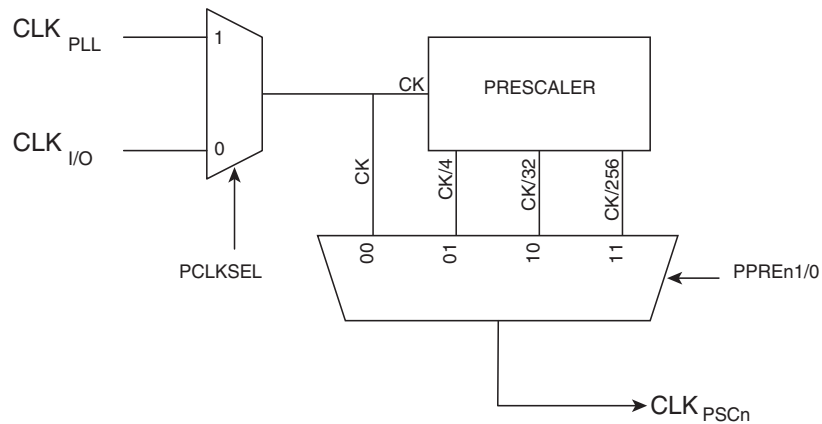 CLK PLL
1
CK
PRESCALER
CLK I/O
0
CK
CK/4
CK/32
CK/256
PCLKSEL
00
01
10
11
PPREn1/0
CLK PSCn